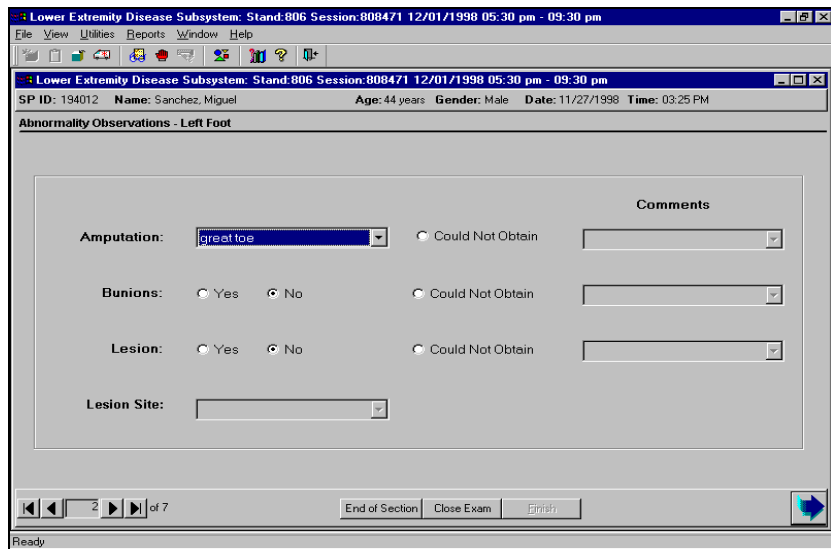 Lower Extremity Disease Subsystem: Stand:806 Session:808471 12/01/1998 05:30 pm - 09:30 pm
File View Utilities Reports Window Help
Lower Extremity Disease Subsystem: Stand:806 Session:808471 12/01/1998 05:30 pm - 09:30 pm
SP ID: 194012 Name: Sanchez, Miguel Age: 44 years Gender: Male Date: 11/27/1998 Time: 03:25 PM
Abnormality Observations - Left Foot
Comments
Amputation: great toe Could Not Obtain
Bunions: Yes No Could Not Obtain
Lesion: Yes No Could Not Obtain
Lesion Site:
2 of 7 End of Section Close Exam Finish
Ready